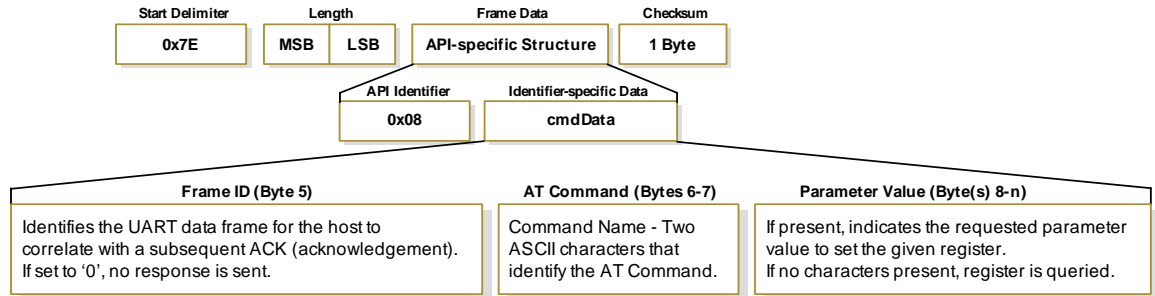 Start Delimiter Length Frame Data Checksum
0x7E MSB LSB API-specific Structure 1 Byte
API Identifier Identifier-specific Data
0x08 cmdData
Frame ID (Byte 5) AT Command (Bytes 6-7) Parameter Value (Byte(s) 8-n)
Identifies the UART data frame for the host to
correlate with a subsequent ACK (acknowledgement).
If set to ‘0’, no response is sent.
Command Name - Two
ASCII characters that
identify the AT Command.
If present, indicates the requested parameter
value to set the given register.
If no characters present, register is queried.